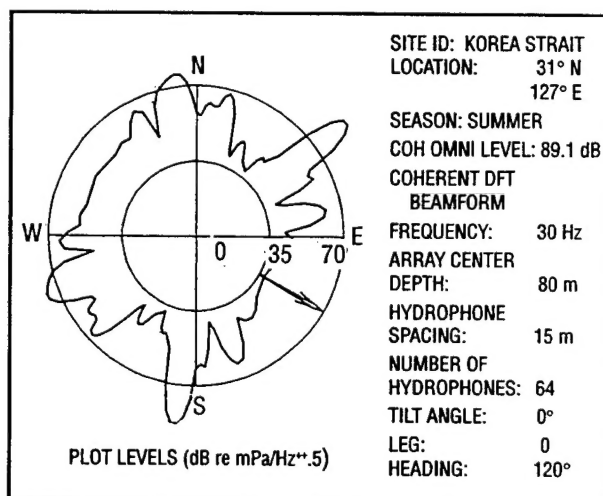 N
W
E
0 35 70
S
PLOT LEVELS (dB re mPa/Hz**.5)
SITE ID: KOREA STRAIT
LOCATION: 31° N
127° E
SEASON: SUMMER
COH OMNI LEVEL: 89.1 dB
COHERENT DFT
BEAMFORM
FREQUENCY: 30 Hz
ARRAY CENTER
DEPTH: 80 m
HYDROPHONE
SPACING: 15 m
NUMBER OF
HYDROPHONES: 64
TILT ANGLE: 0°
LEG: 0
HEADING: 120°